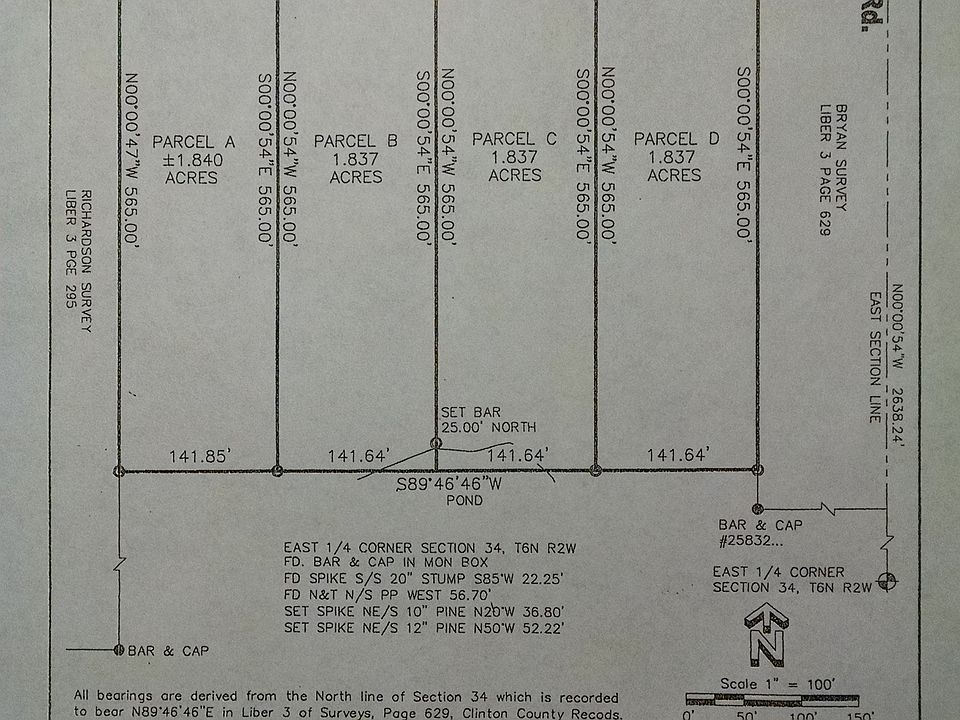 Rd.
N00°00'47"W 565.00'
S00°00'54"E 565.00'
N00°00'54"W 565.00'
S00°00'54"E 565.00'
N00°00'54"W 565.00'
S00°00'54"E 565.00'
N00°00'54"W 565.00'
S00°00'54"E 565.00'
PARCEL A
±1.840
ACRES
PARCEL B
1.837
ACRES
PARCEL C
1.837
ACRES
PARCEL D
1.837
ACRES
BRYAN SURVEY
LIBER 3 PAGE 629
RICHARDSON SURVEY
LIBER 3 PGE 295
N00°00'54"W 2638.24'
EAST SECTION LINE
SET BAR
25.00' NORTH
141.85'
141.64'
141.64'
141.64'
S89°46'46"W
POND
BAR & CAP
#25832...
EAST 1/4 CORNER
SECTION 34, T6N R2W
EAST 1/4 CORNER SECTION 34, T6N R2W
FD. BAR & CAP IN MON BOX
FD SPIKE S/S 20" STUMP S85°W 22.25'
FD N&T N/S PP WEST 56.70'
SET SPIKE NE/S 10" PINE N20°W 36.80'
SET SPIKE NE/S 12" PINE N50°W 52.22'
BAR & CAP
N
Scale 1" = 100'
0' 50' 100' 150'
All bearings are derived from the North line of Section 34 which is recorded
to bear N89°46'46"E in Liber 3 of Surveys, Page 629, Clinton County Recods.